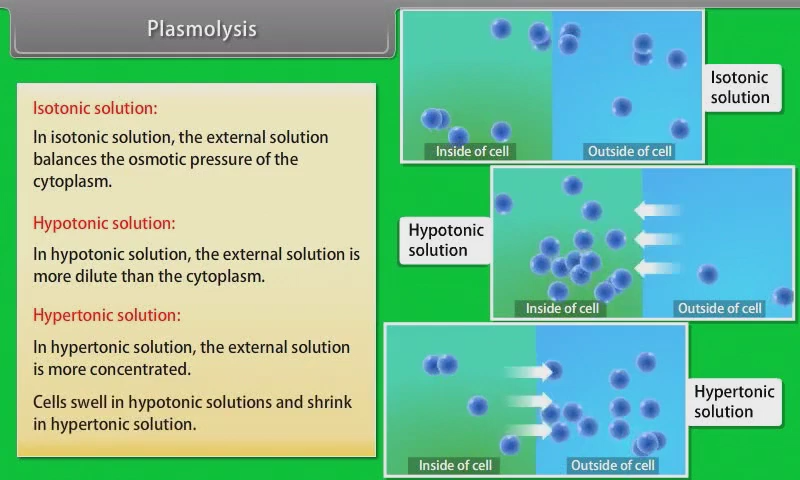 Plasmolysis
Isotonic solution:
In isotonic solution, the external solution
balances the osmotic pressure of the
cytoplasm.
Hypotonic solution:
In hypotonic solution, the external solution is
more dilute than the cytoplasm.
Hypertonic solution:
In hypertonic solution, the external solution
is more concentrated.
Cells swell in hypotonic solutions and shrink
in hypertonic solution.
Inside of cell
Outside of cell
Isotonic
solution
Hypotonic
solution
Inside of cell
Outside of cell
Inside of cell
Outside of cell
Hypertonic
solution